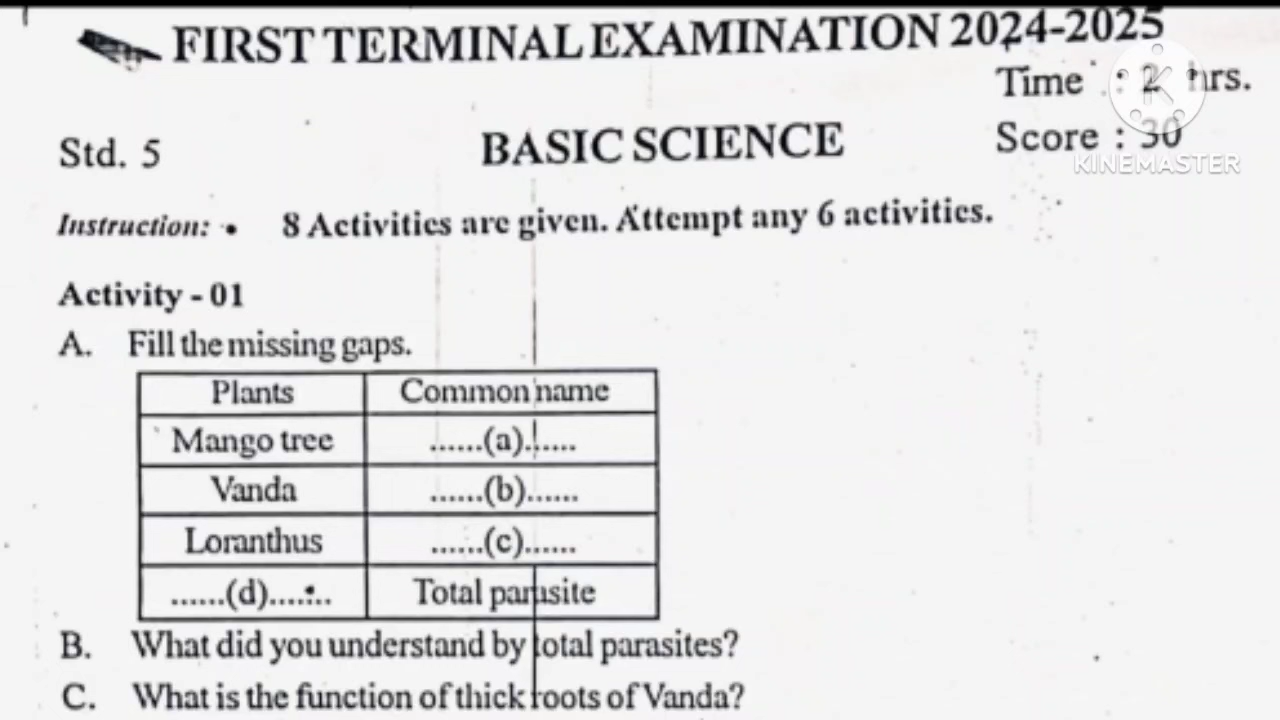 FIRST TERMINAL EXAMINATION 2024-2025
Time : 2 hrs.
Std. 5
BASIC SCIENCE
Score : 30
KINEMASTER
Instruction: • 8 Activities are given. Attempt any 6 activities.
Activity - 01
A. Fill the missing gaps.
Plants Common name
Mango tree ......(a)......
Vanda ......(b)......
Loranthus ......(c)......
......(d)....... Total parasite
B. What did you understand by total parasites?
C. What is the function of thick roots of Vanda?